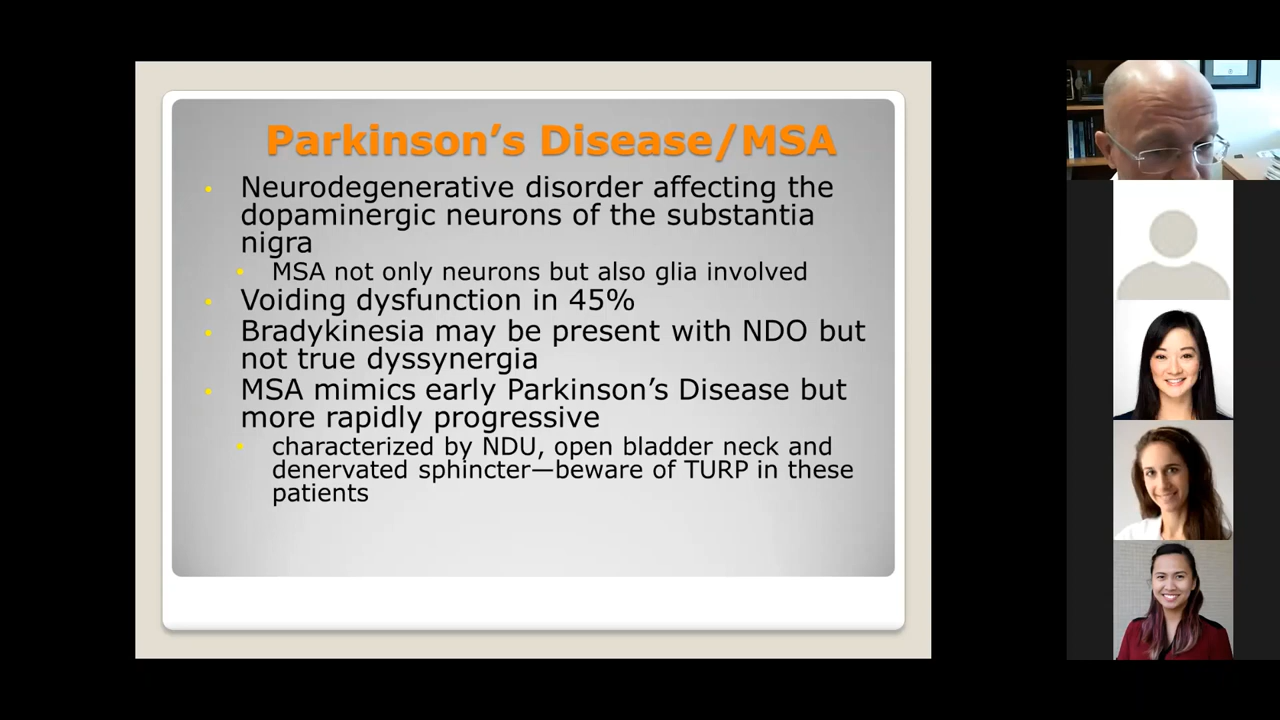 Parkinson's Disease/MSA
• Neurodegenerative disorder affecting the
dopaminergic neurons of the substantia
nigra
• MSA not only neurons but also glia involved
• Voiding dysfunction in 45%
• Bradykinesia may be present with NDO but
not true dyssynergia
• MSA mimics early Parkinson's Disease but
more rapidly progressive
• characterized by NDU, open bladder neck and
denervated sphincter—beware of TURP in these
patients